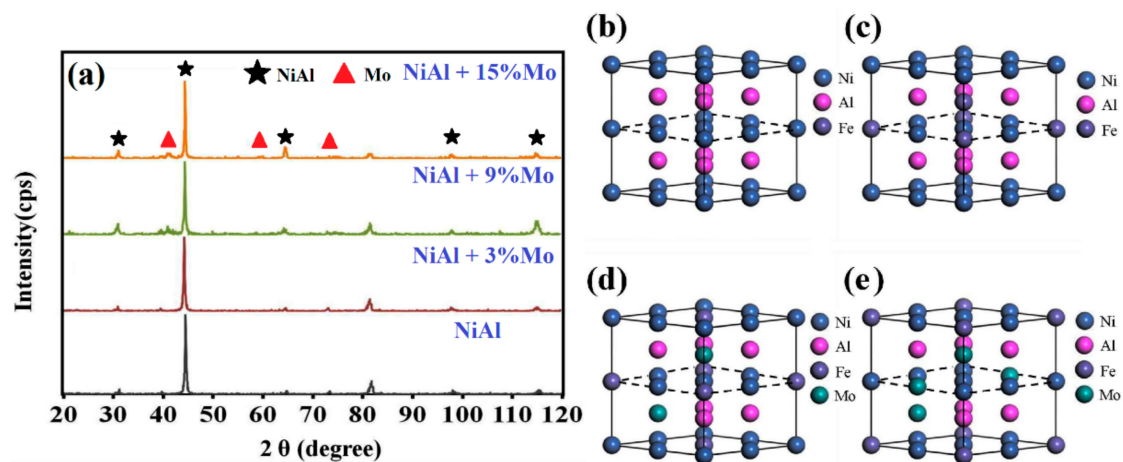 (a)
NiAl
Mo
NiAl + 15%Mo
NiAl + 9%Mo
NiAl + 3%Mo
NiAl
Intensity(cps)
20 30 40 50 60 70 80 90 100 110 120
2 θ (degree)
(b)
Ni
Al
Fe
(c)
Ni
Al
Fe
(d)
Ni
Al
Fe
Mo
(e)
Ni
Al
Fe
Mo